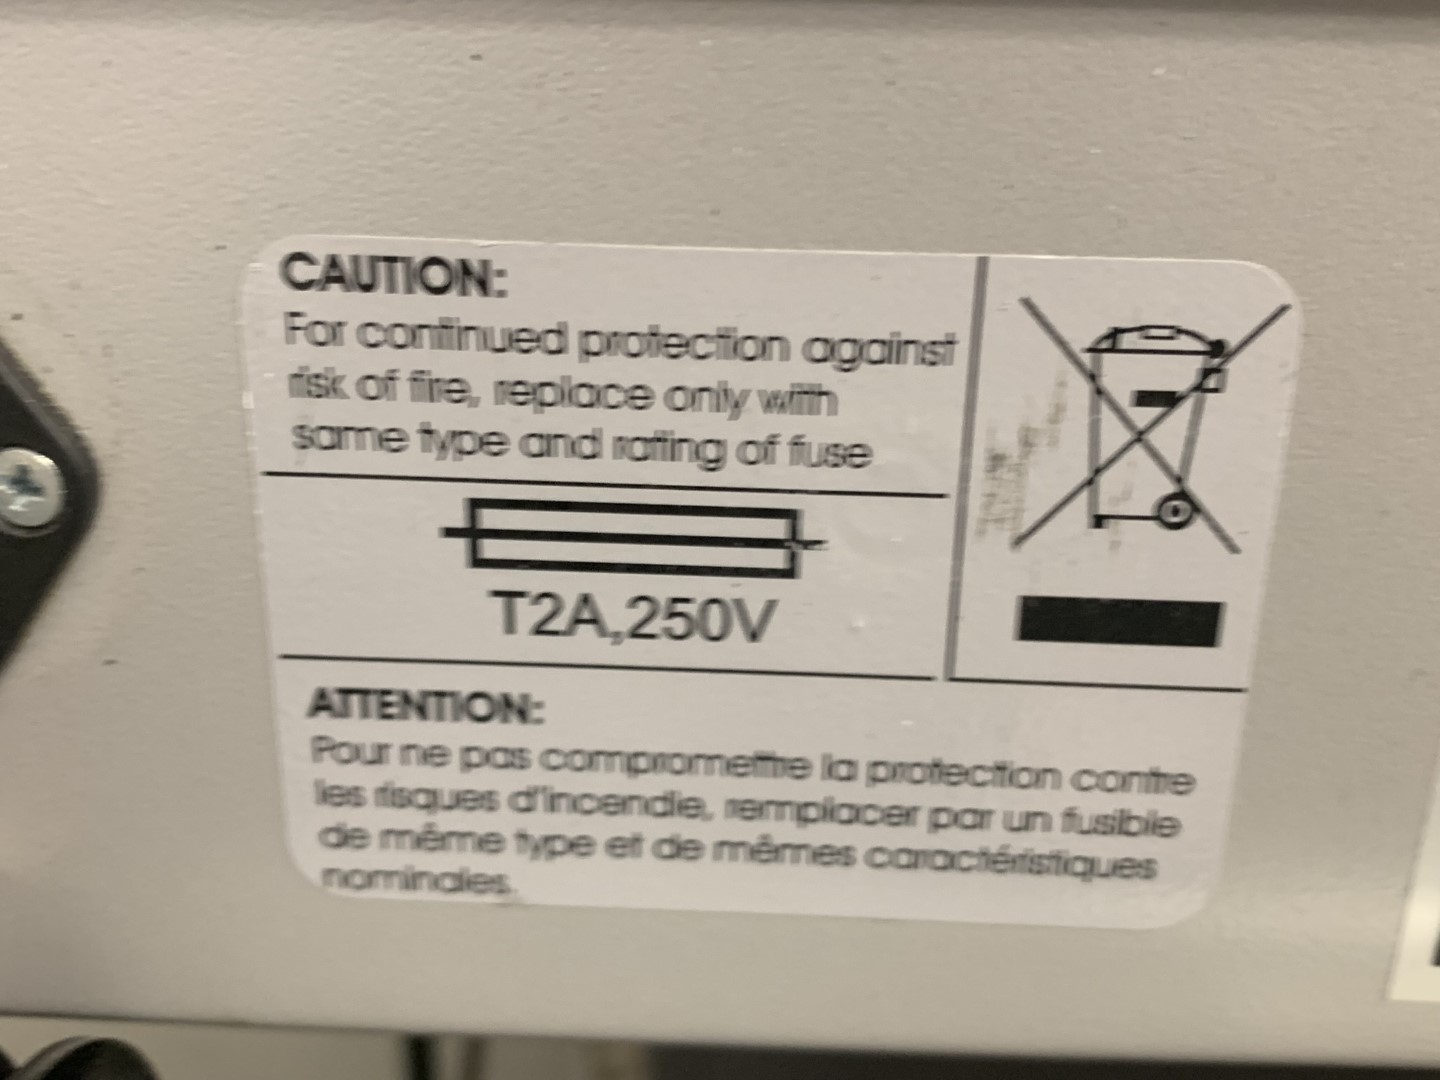 CAUTION:
For continued protection against
risk of fire, replace only with
same type and rating of fuse
T2A,250V
ATTENTION:
Pour ne pas compromettre la protection contre
les risques d'incendie, remplacer par un fusible
de même type et de mêmes caractéristiques
nominales.